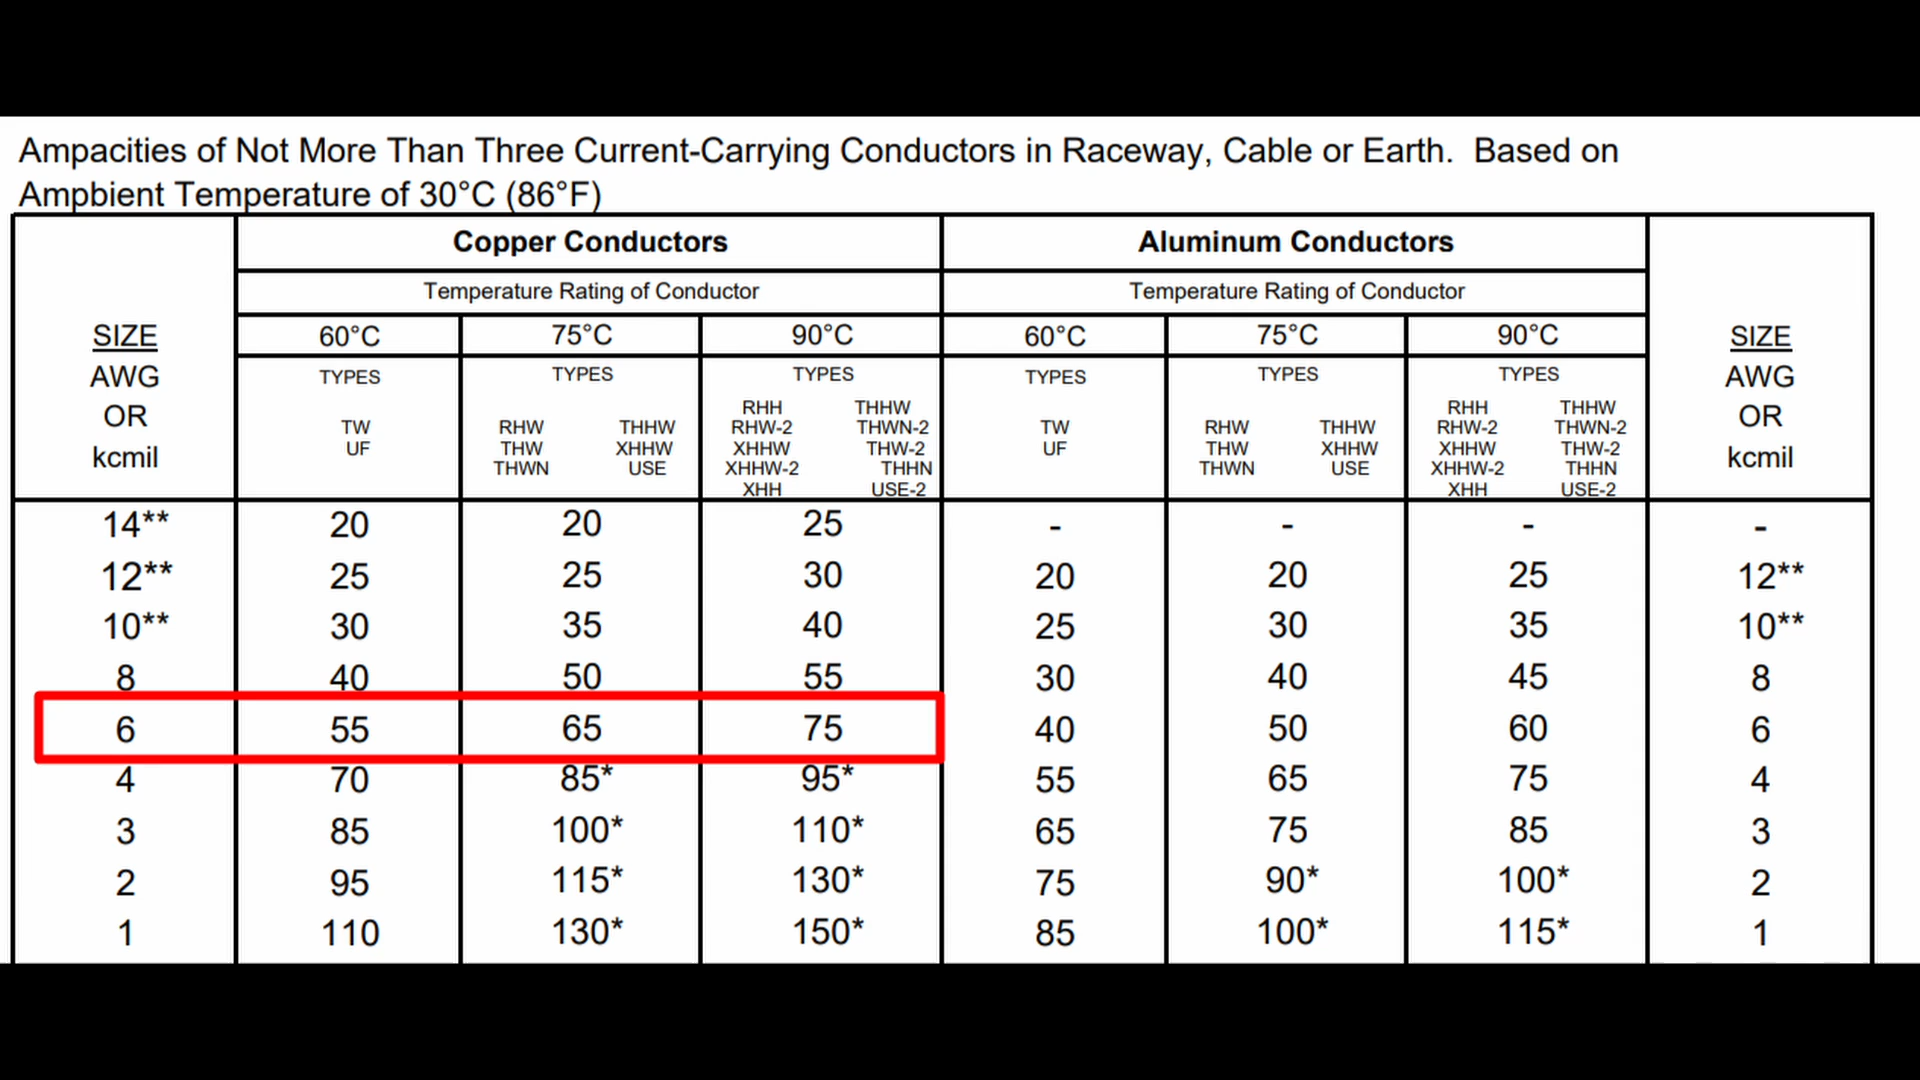 Ampacities of Not More Than Three Current-Carrying Conductors in Raceway, Cable or Earth.  Based on
Ampbient Temperature of 30°C (86°F)
Copper Conductors Aluminum Conductors
Temperature Rating of Conductor Temperature Rating of Conductor
SIZE 60°C 75°C 90°C 60°C 75°C 90°C SIZE
AWG TYPES TYPES TYPES TYPES TYPES TYPES AWG
RHH THHW RHH THHW
OR TW RHW THHW RHW-2 THWN-2 TW RHW THHW RHW-2 THWN-2 OR
UF THW XHHW XHHW THW-2 UF THW XHHW XHHW THW-2
kcmil THWN USE XHHW-2 THHN THWN USE XHHW-2 THHN kcmil
XHH USE-2 XHH USE-2
14** 20 20 25 - - - -
12** 25 25 30 20 20 25 12**
10** 30 35 40 25 30 35 10**
8 40 50 55 30 40 45 8
6 55 65 75 40 50 60 6
4 70 85* 95* 55 65 75 4
3 85 100* 110* 65 75 85 3
2 95 115* 130* 75 90* 100* 2
1 110 130* 150* 85 100* 115* 1